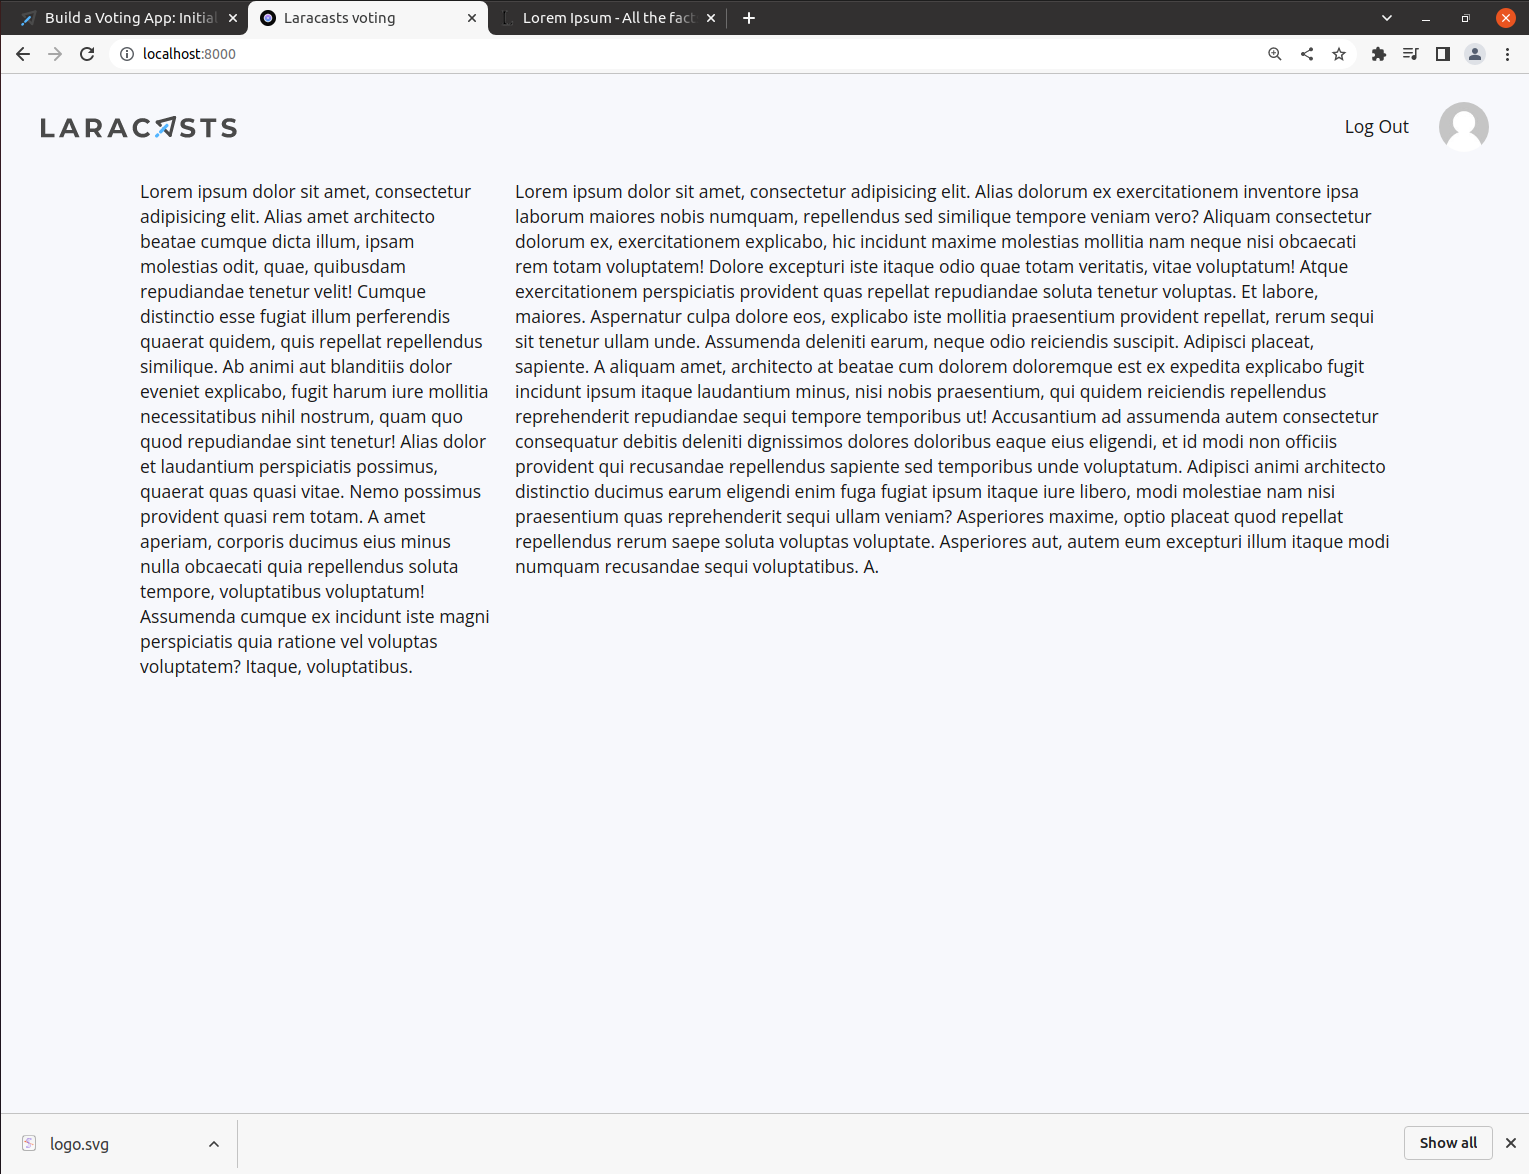 Build a Voting App: Initial
Laracasts voting
Lorem Ipsum - All the fact
localhost:8000
LARACASTS
Log Out
Lorem ipsum dolor sit amet, consectetur
adipisicing elit. Alias amet architecto
beatae cumque dicta illum, ipsam
molestias odit, quae, quibusdam
repudiandae tenetur velit! Cumque
distinctio esse fugiat illum perferendis
quaerat quidem, quis repellat repellendus
similique. Ab animi aut blanditiis dolor
eveniet explicabo, fugit harum iure mollitia
necessitatibus nihil nostrum, quam quo
quod repudiandae sint tenetur! Alias dolor
et laudantium perspiciatis possimus,
quaerat quas quasi vitae. Nemo possimus
provident quasi rem totam. A amet
aperiam, corporis ducimus eius minus
nulla obcaecati quia repellendus soluta
tempore, voluptatibus voluptatum!
Assumenda cumque ex incidunt iste magni
perspiciatis quia ratione vel voluptas
voluptatem? Itaque, voluptatibus.
Lorem ipsum dolor sit amet, consectetur adipisicing elit. Alias dolorum ex exercitationem inventore ipsa
laborum maiores nobis numquam, repellendus sed similique tempore veniam vero? Aliquam consectetur
dolorum ex, exercitationem explicabo, hic incidunt maxime molestias mollitia nam neque nisi obcaecati
rem totam voluptatem! Dolore excepturi iste itaque odio quae totam veritatis, vitae voluptatum! Atque
exercitationem perspiciatis provident quas repellat repudiandae soluta tenetur voluptas. Et labore,
maiores. Aspernatur culpa dolore eos, explicabo iste mollitia praesentium provident repellat, rerum sequi
sit tenetur ullam unde. Assumenda deleniti earum, neque odio reiciendis suscipit. Adipisci placeat,
sapiente. A aliquam amet, architecto at beatae cum dolorem doloremque est ex expedita explicabo fugit
incidunt ipsum itaque laudantium minus, nisi nobis praesentium, qui quidem reiciendis repellendus
reprehenderit repudiandae sequi tempore temporibus ut! Accusantium ad assumenda autem consectetur
consequatur debitis deleniti dignissimos dolores doloribus eaque eius eligendi, et id modi non officiis
provident qui recusandae repellendus sapiente sed temporibus unde voluptatum. Adipisci animi architecto
distinctio ducimus earum eligendi enim fuga fugiat ipsum itaque iure libero, modi molestiae nam nisi
praesentium quas reprehenderit sequi ullam veniam? Asperiores maxime, optio placeat quod repellat
repellendus rerum saepe soluta voluptas voluptate. Asperiores aut, autem eum excepturi illum itaque modi
numquam recusandae sequi voluptatibus. A.
logo.svg
Show all